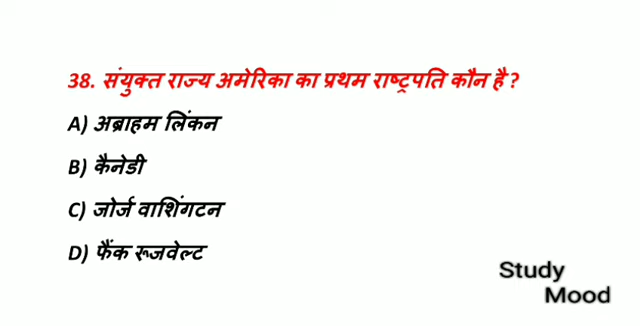 38. संयुक्त राज्य अमेरिका का प्रथम राष्ट्रपति कौन है ?
A) अब्राहम लिंकन
B) कैनेडी
C) जोर्ज वाशिंगटन
D) फैंक रूजवेल्ट
Study
Mood